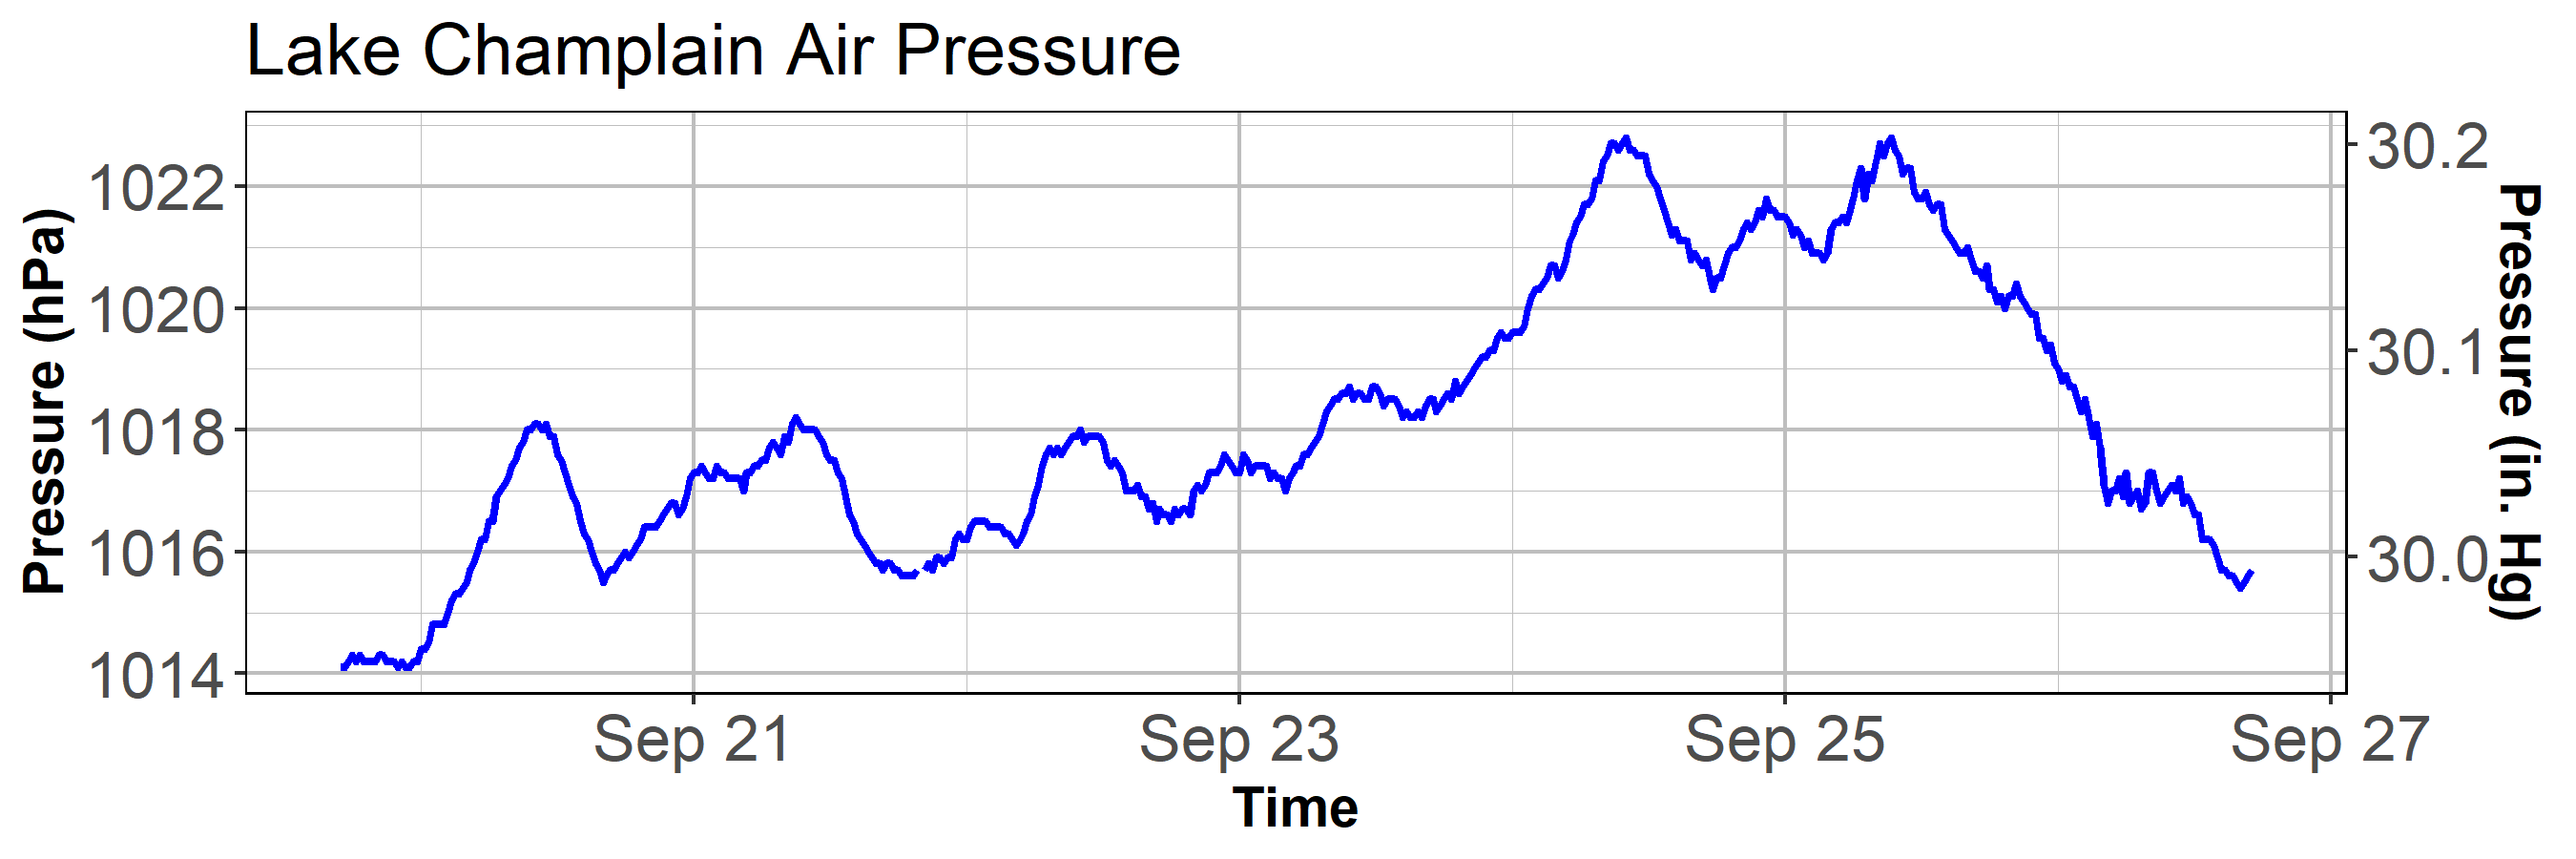 Lake Champlain Air Pressure
Pressure (hPa)
1022
1020
1018
1016
1014
30.2
30.1
30.0
Pressure (in. Hg)
Sep 21
Sep 23
Sep 25
Sep 27
Time